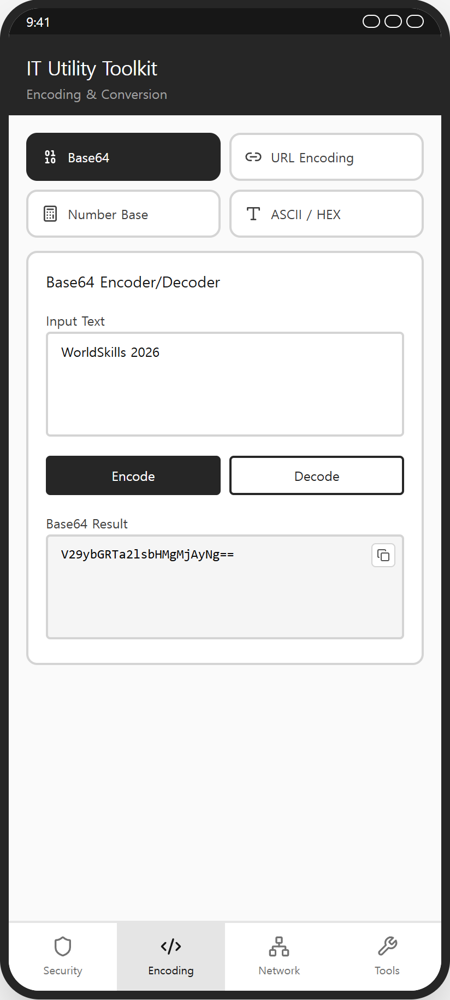 9:41
IT Utility Toolkit
Encoding & Conversion
Base64
URL Encoding
Number Base
ASCII / HEX
Base64 Encoder/Decoder
Input Text
WorldSkills 2026
Encode
Decode
Base64 Result
V29ybGRTa2lsbHMgMjAyNg==
Security
Encoding
Network
Tools